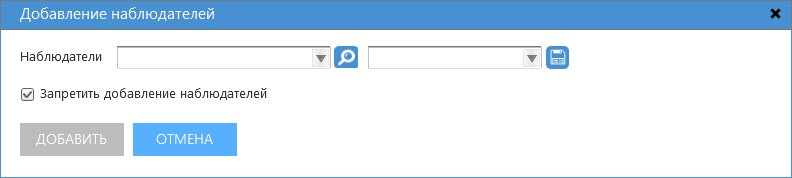 Добавление наблюдателей
Наблюдатели
Запретить добавление наблюдателей
ДОБАВИТЬ ОТМЕНА